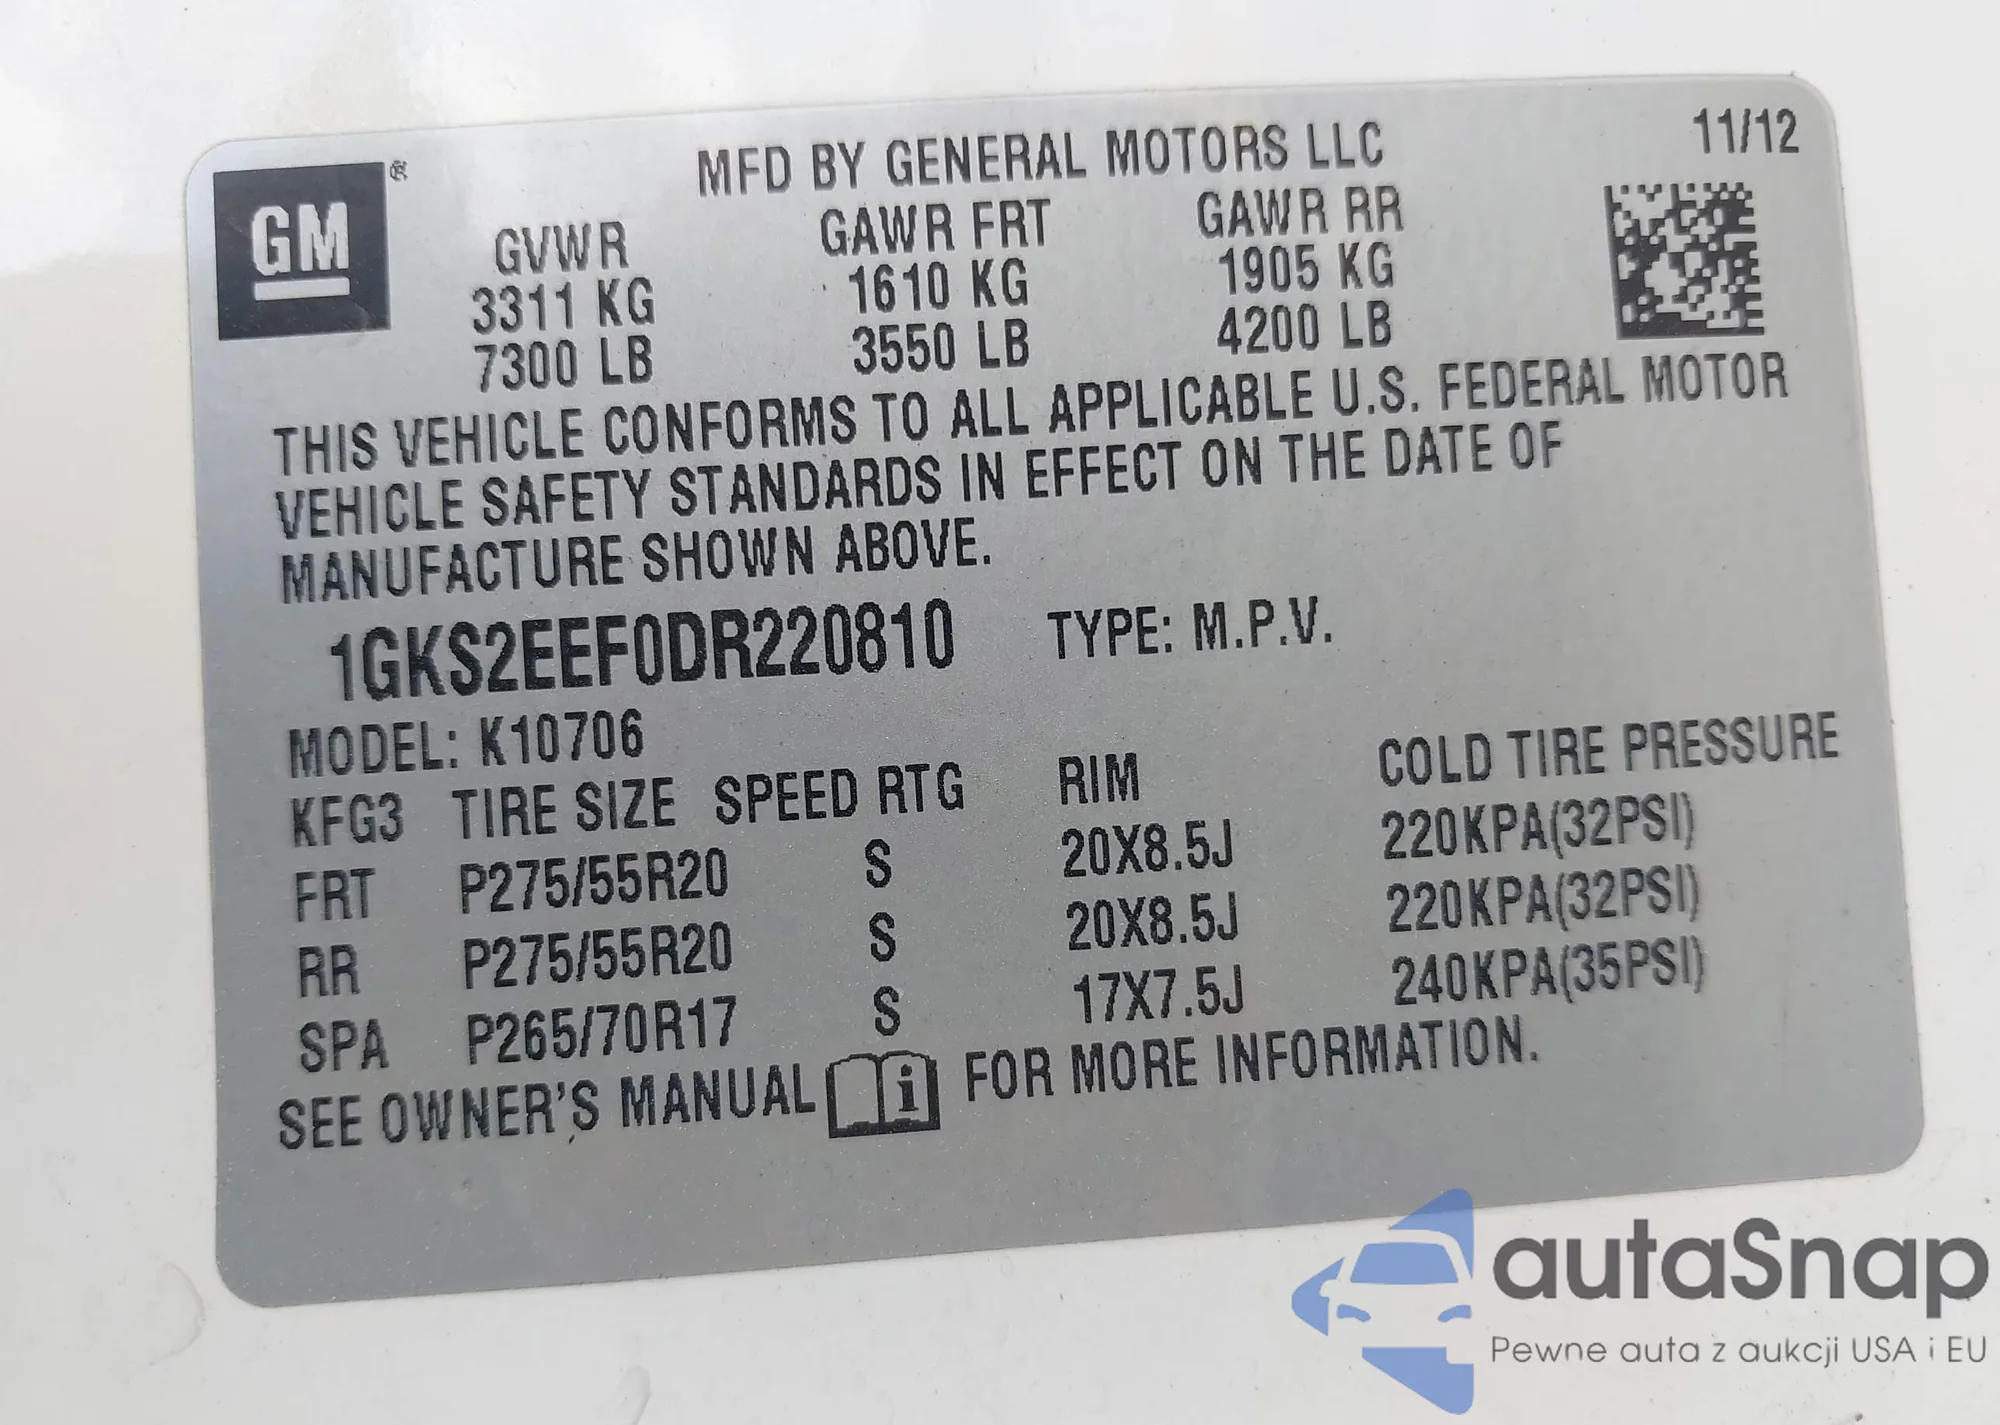 MFD BY GENERAL MOTORS LLC 11/12
GM ®
GVWR GAWR FRT GAWR RR
3311 KG 1610 KG 1905 KG
7300 LB 3550 LB 4200 LB
THIS VEHICLE CONFORMS TO ALL APPLICABLE U.S. FEDERAL MOTOR
VEHICLE SAFETY STANDARDS IN EFFECT ON THE DATE OF
MANUFACTURE SHOWN ABOVE.
1GKS2EEF0DR220810 TYPE: M.P.V.
MODEL: K10706
KFG3 TIRE SIZE SPEED RTG RIM COLD TIRE PRESSURE
FRT P275/55R20 S 20X8.5J 220KPA(32PSI)
RR P275/55R20 S 20X8.5J 220KPA(32PSI)
SPA P265/70R17 S 17X7.5J 240KPA(35PSI)
SEE OWNER'S MANUAL i FOR MORE INFORMATION.
autaSnap
Pewne auta z aukcji USA i EU